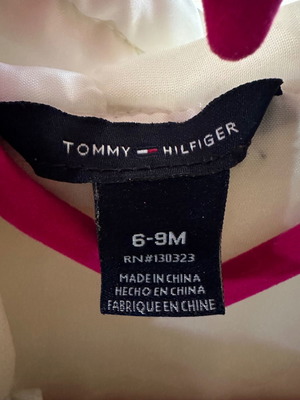 TOMMY HILFIGER
6-9M
RN#130323
MADE IN CHINA
HECHO EN CHINA
FABRIQUE EN CHINE